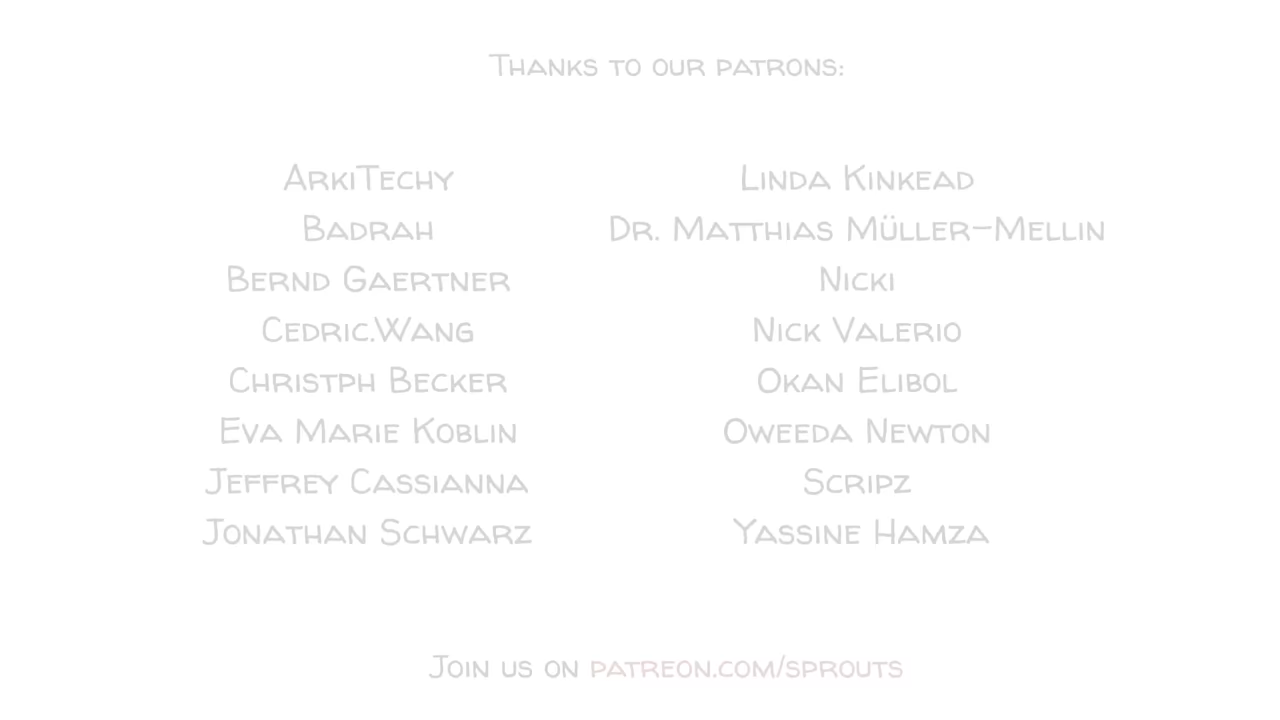 Thanks to our patrons:
ArkiTechy
Badrah
Bernd Gaertner
Cedric.Wang
Christph Becker
Eva Marie Koblin
Jeffrey Cassianna
Jonathan Schwarz
Linda Kinkead
Dr. Matthias Müller-Mellin
Nicki
Nick Valerio
Okan Elibol
Oweeda Newton
Scripz
Yassine Hamza
Join us on patreon.com/sprouts